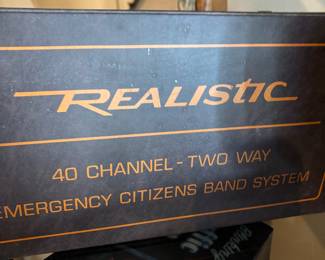 REALISTIC
40 CHANNEL - TWO WAY
EMERGENCY CITIZENS BAND SYSTEM